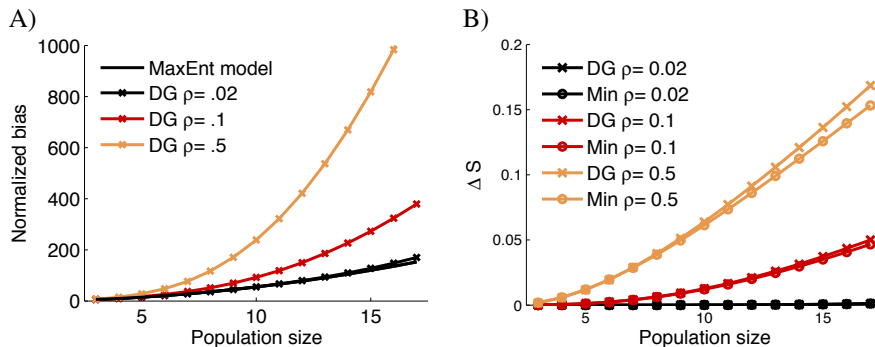 A)
1000
800
600
400
200
0
Normalized bias
MaxEnt model
DG ρ= .02
DG ρ= .1
DG ρ= .5
5
10
15
Population size
B)
0.2
0.15
0.1
0.05
0
Δ S
DG ρ= 0.02
Min ρ= 0.02
DG ρ= 0.1
Min ρ= 0.1
DG ρ= 0.5
Min ρ= 0.5
5
10
15
Population size